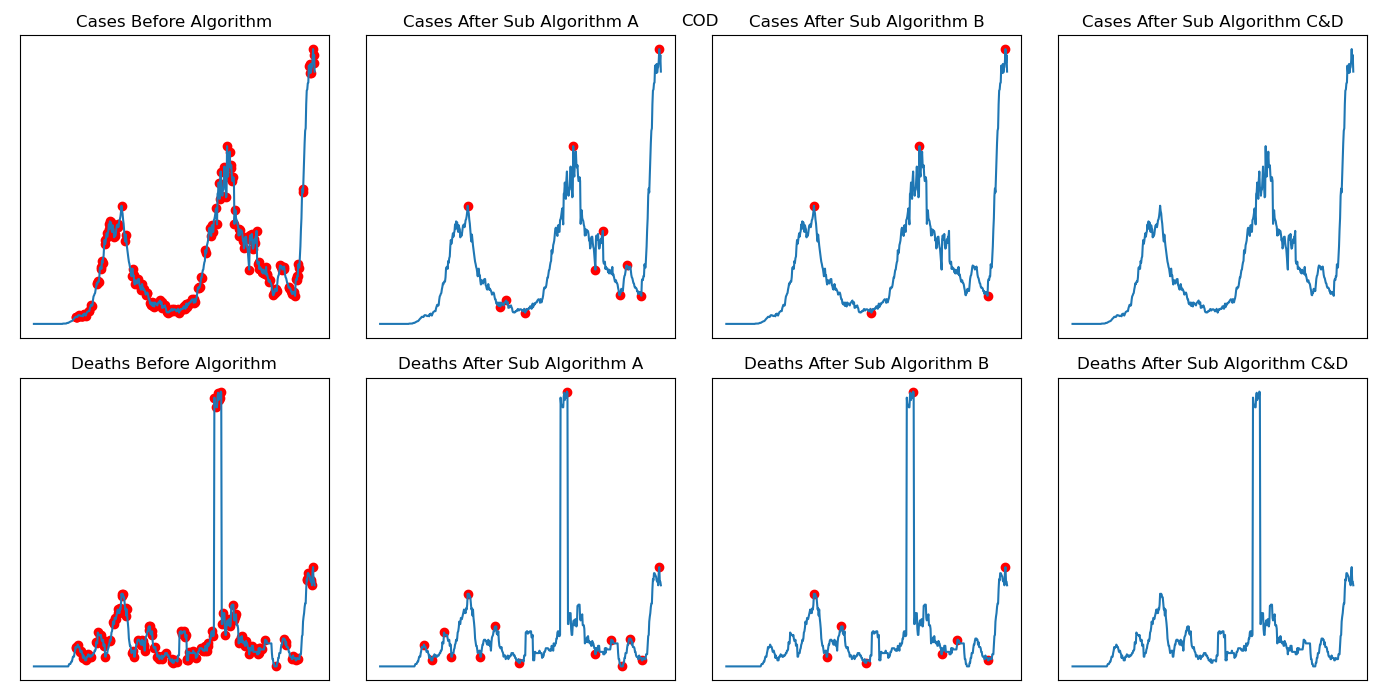 COD
Cases Before Algorithm
Cases After Sub Algorithm A
Cases After Sub Algorithm B
Cases After Sub Algorithm C&D
Deaths Before Algorithm
Deaths After Sub Algorithm A
Deaths After Sub Algorithm B
Deaths After Sub Algorithm C&D